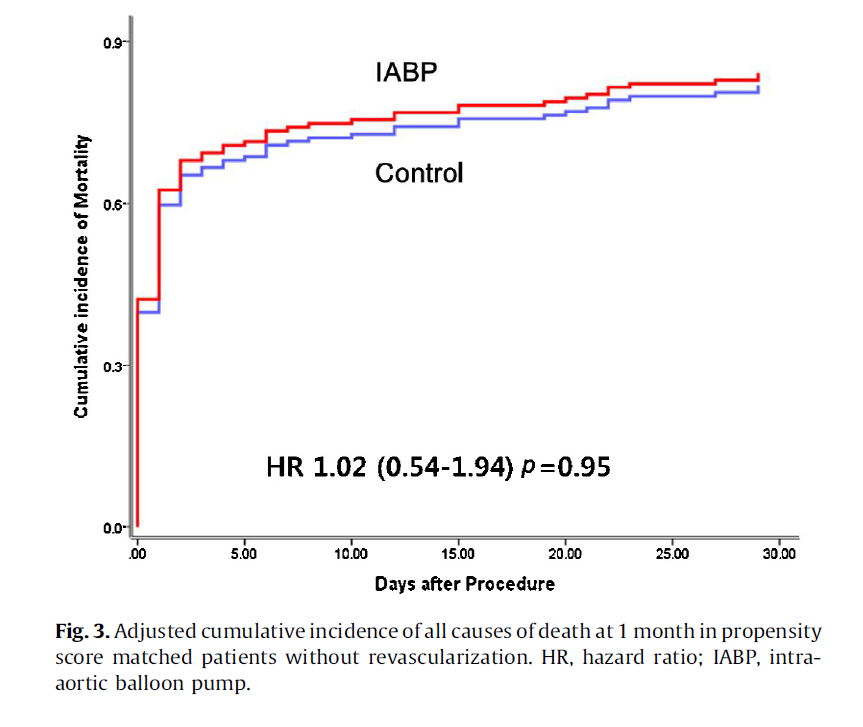 0.9
IABP
Control
0.6
0.3
0.0
Cumulative incidence of Mortality
HR 1.02 (0.54-1.94) p=0.95
.00 5.00 10.00 15.00 20.00 25.00 30.00
Days after Procedure
Fig. 3. Adjusted cumulative incidence of all causes of death at 1 month in propensity
score matched patients without revascularization. HR, hazard ratio; IABP, intra-
aortic balloon pump.